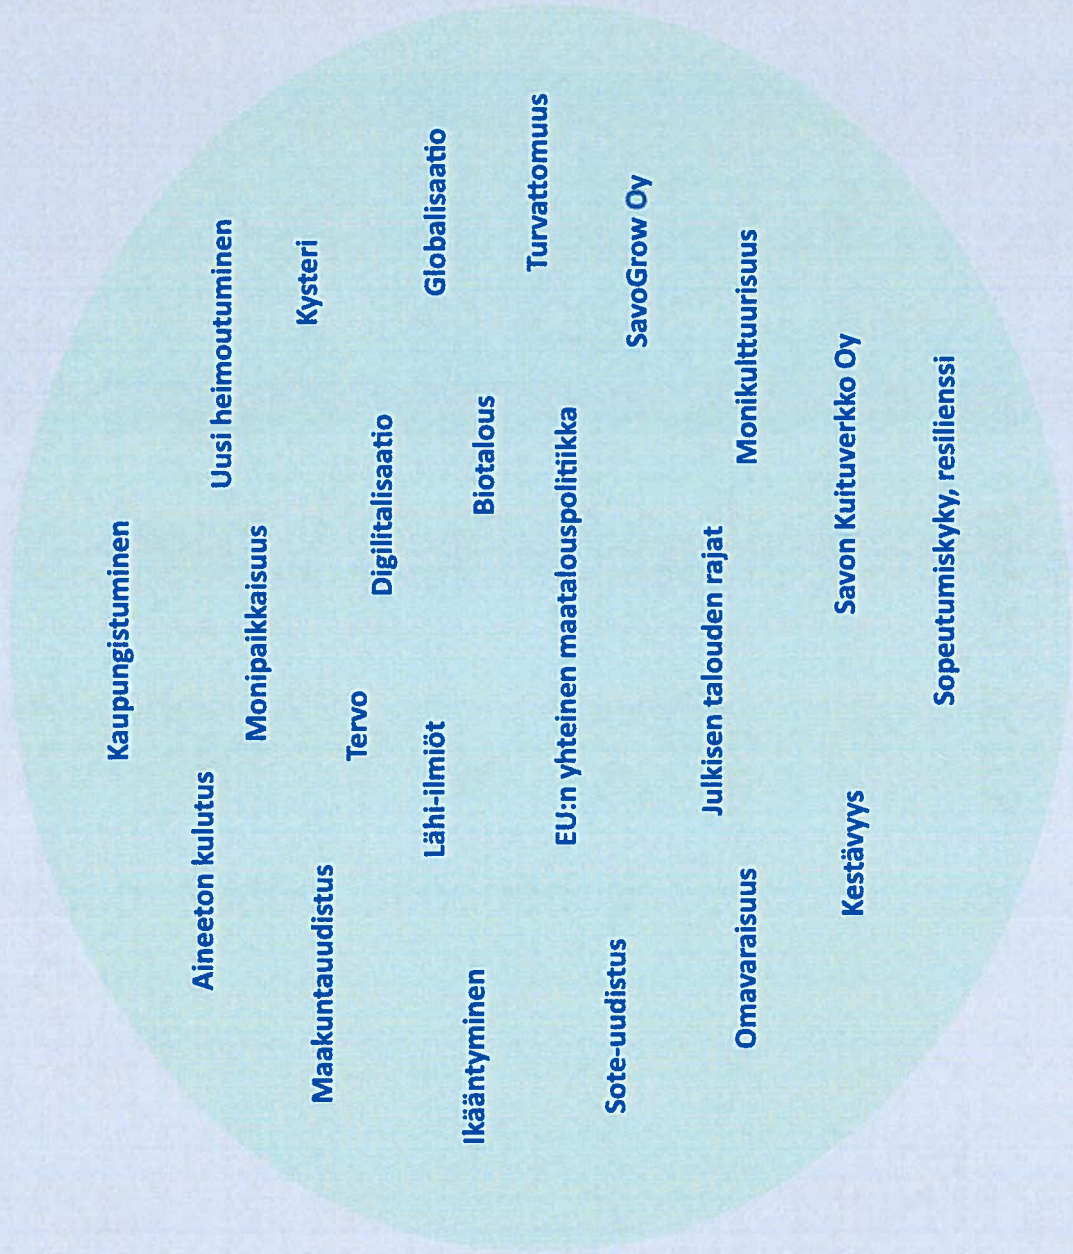 Kaupungistuminen
Aineeton kulutus
Uusi heimoutuminen
Monipaikkaisuus
Kysteri
Maakuntauudistus
Tervo
Digilitalisaatio
Lähi-ilmiöt
Globalisaatio
Ikääntyminen
Biotalous
Turvattomuus
EU:n yhteinen maatalouspolitiikka
Sote-uudistus
SavoGrow Oy
Julkisen talouden rajat
Omavaraisuus
Monikulttuurisuus
Kestävyys
Savon Kuituverkko Oy
Sopeutumiskyky, resilienssi